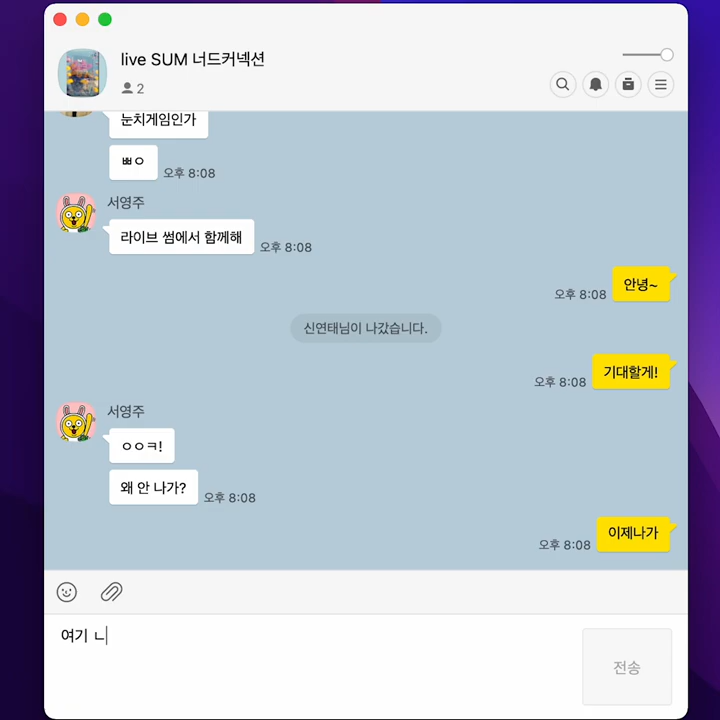 live SUM 너드커넥션
2
눈치게임인가
ㅃㅇ
오후 8:08
서영주
라이브 썸에서 함께해
오후 8:08
안녕~
오후 8:08
신연태님이 나갔습니다.
기대할게!
오후 8:08
서영주
ㅇㅇㅋ!
왜 안 나가?
오후 8:08
이제나가
오후 8:08
여기 ㄴ
전송